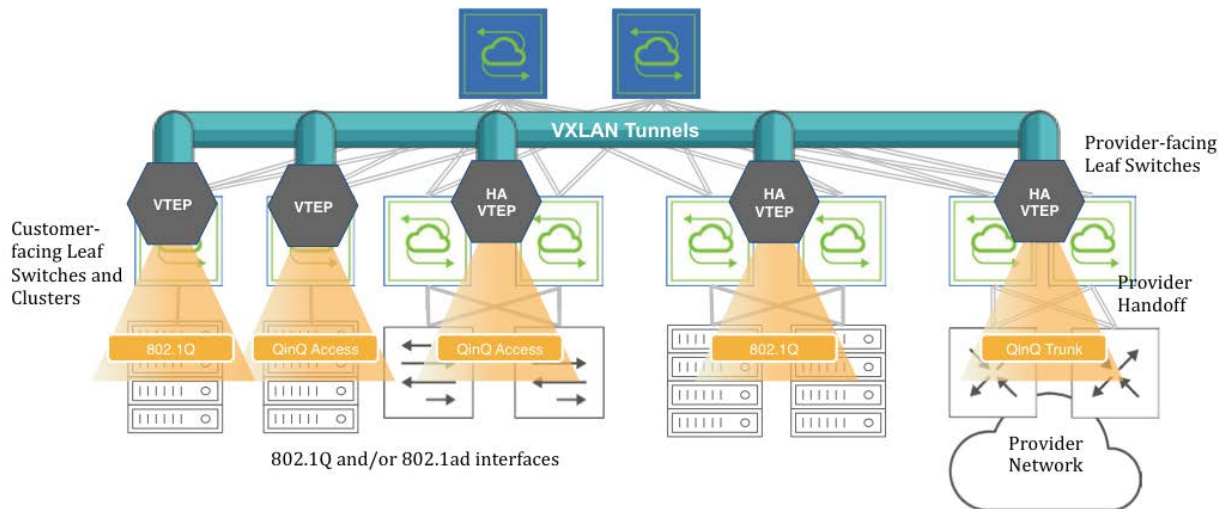 VXLAN Tunnels
Provider-facing
Leaf Switches
VTEP
VTEP
HA
VTEP
HA
VTEP
HA
VTEP
Customer-
facing Leaf
Switches and
Clusters
Provider
Handoff
802.1Q
QinQ Access
QinQ Access
802.1Q
QinQ Trunk
802.1Q and/or 802.1ad interfaces
Provider
Network